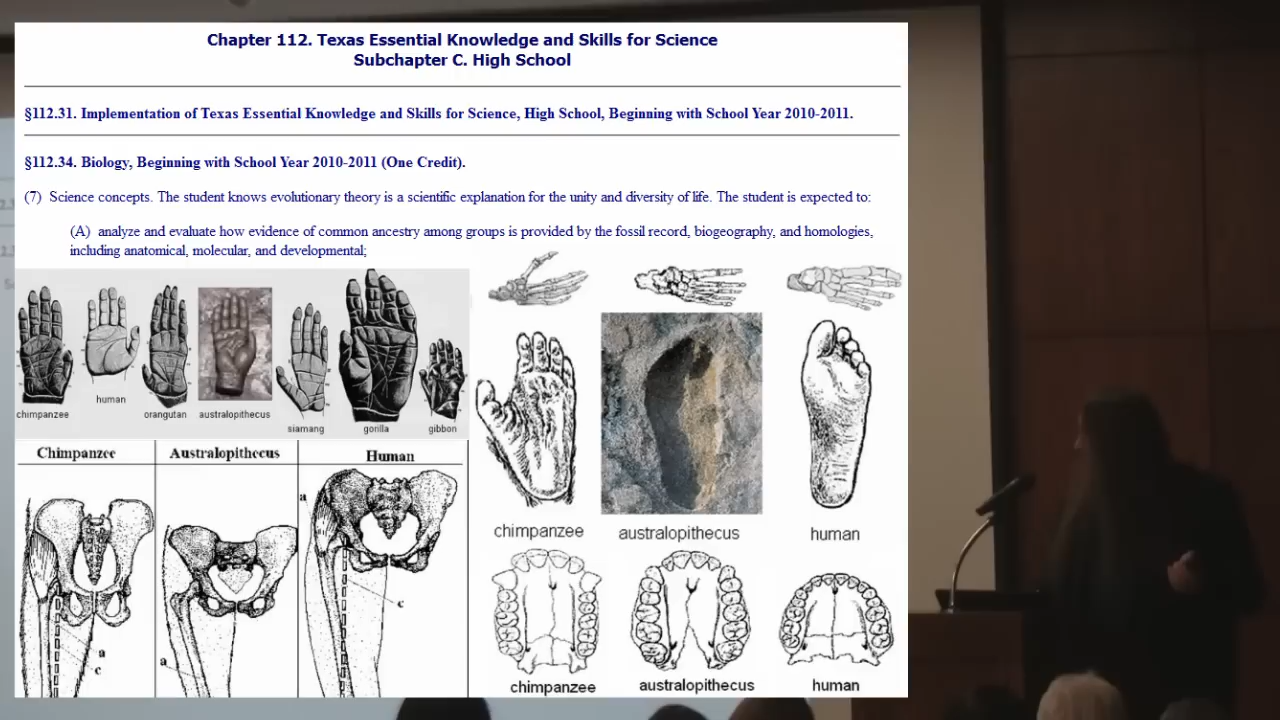 Chapter 112. Texas Essential Knowledge and Skills for Science
Subchapter C. High School
§112.31. Implementation of Texas Essential Knowledge and Skills for Science, High School, Beginning with School Year 2010-2011.
§112.34. Biology, Beginning with School Year 2010-2011 (One Credit).
(7) Science concepts. The student knows evolutionary theory is a scientific explanation for the unity and diversity of life. The student is expected to:
(A) analyze and evaluate how evidence of common ancestry among groups is provided by the fossil record, biogeography, and homologies,
including anatomical, molecular, and developmental;
chimpanzee
human
orangutan
australopithecus
siamang
gorilla
gibbon
Chimpanzee
Australopithecus
Human
a
c
a
a
c
chimpanzee
australopithecus
human
chimpanzee
australopithecus
human